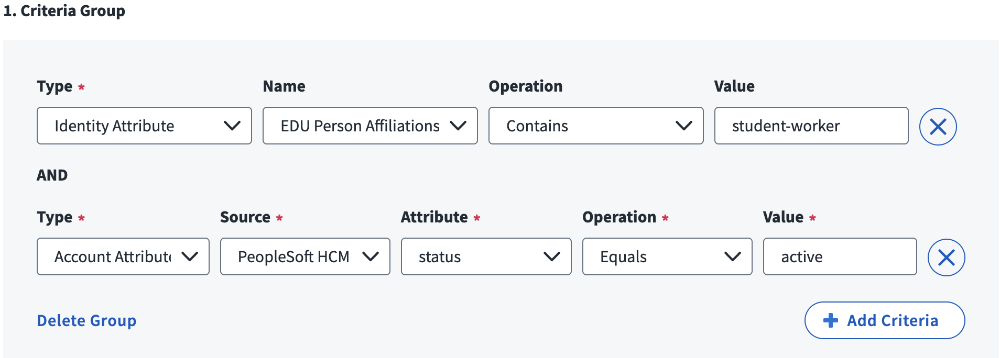 1. Criteria Group
Type * Name Operation Value
Identity Attribute EDU Person Affiliations Contains student-worker
AND
Type * Source * Attribute * Operation * Value *
Account Attribute PeopleSoft HCM status Equals active
Delete Group Add Criteria